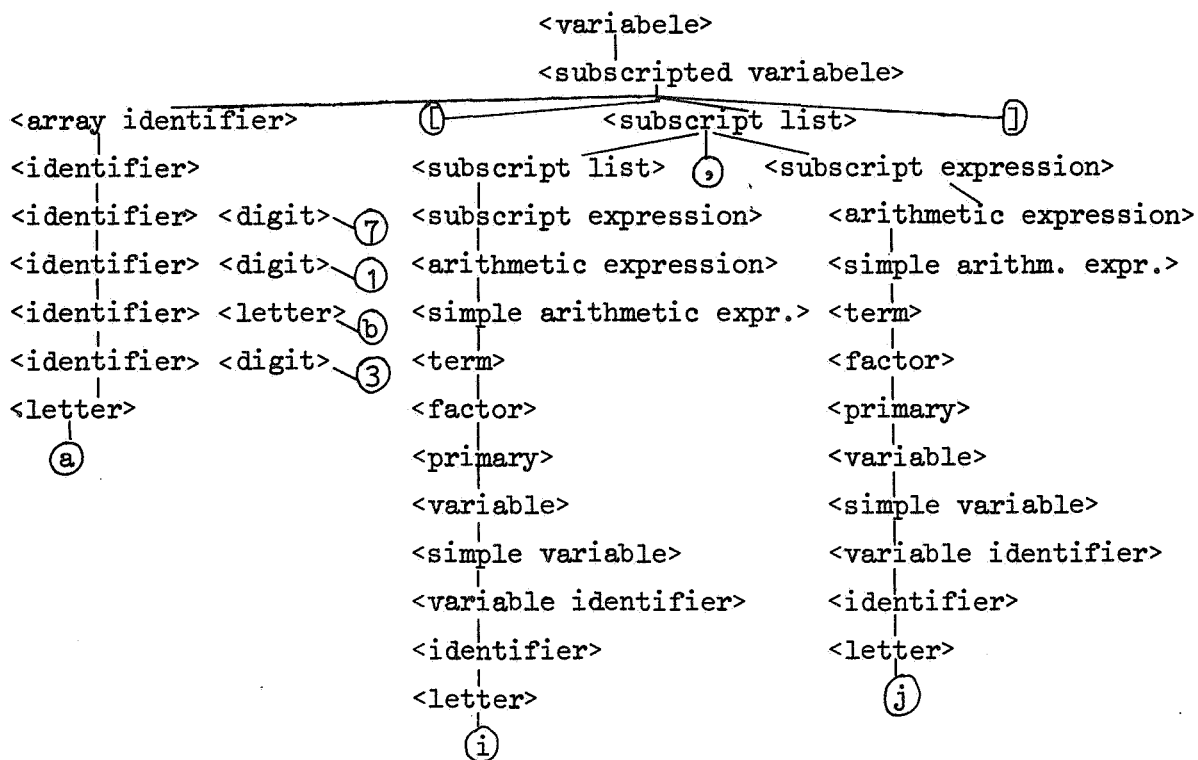 <variabele>
<subscripted variabele>
<array identifier> [ <subscript list> ]
<identifier> <subscript list> , <subscript expression>
<identifier> <digit> 7 <subscript expression> <arithmetic expression>
<identifier> <digit> 1 <arithmetic expression> <simple arithm. expr.>
<identifier> <letter> b <simple arithmetic expr.> <term>
<identifier> <digit> 3 <term> <factor>
<letter> <factor> <primary>
a <primary> <variable>
<variable> <simple variable>
<simple variable> <variable identifier>
<variable identifier> <identifier>
<identifier> <letter>
<letter> j
i